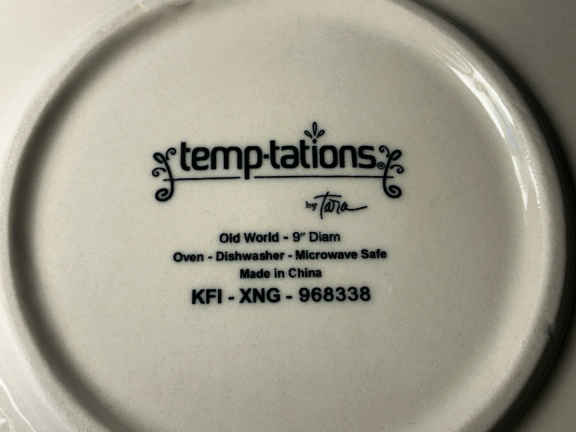 temp-tations®
by Tara
Old World - 9" Diam
Oven - Dishwasher - Microwave Safe
Made in China
KFI - XNG - 968338